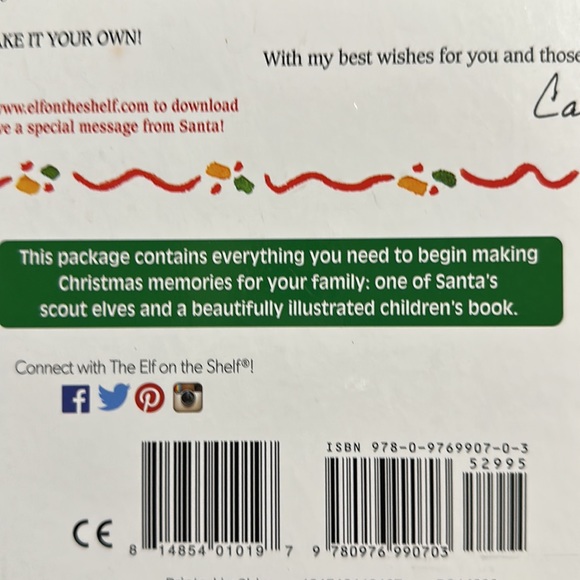 AKE IT YOUR OWN!
With my best wishes for you and those
www.elfontheshelf.com to download
ve a special message from Santa!
Ca
This package contains everything you need to begin making
Christmas memories for your family: one of Santa's
scout elves and a beautifully illustrated children's book.
Connect with The Elf on the Shelf®!
ISBN 978-0-9769907-0-3
52995
CE
8 14854 01019 7
9 780976 990703